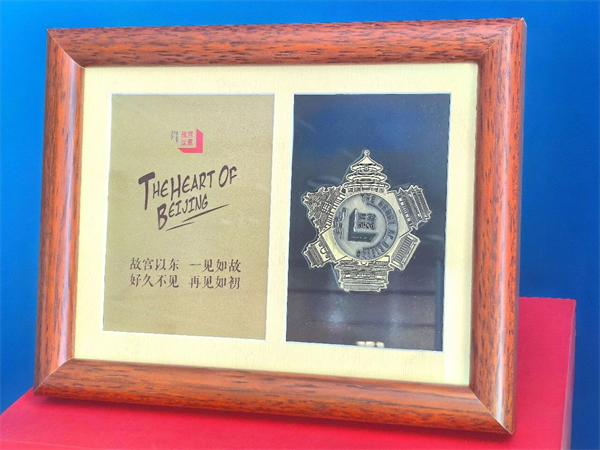 THE HEART OF
BEIJING
故宫以东 一见如故
好久不见 再见如初